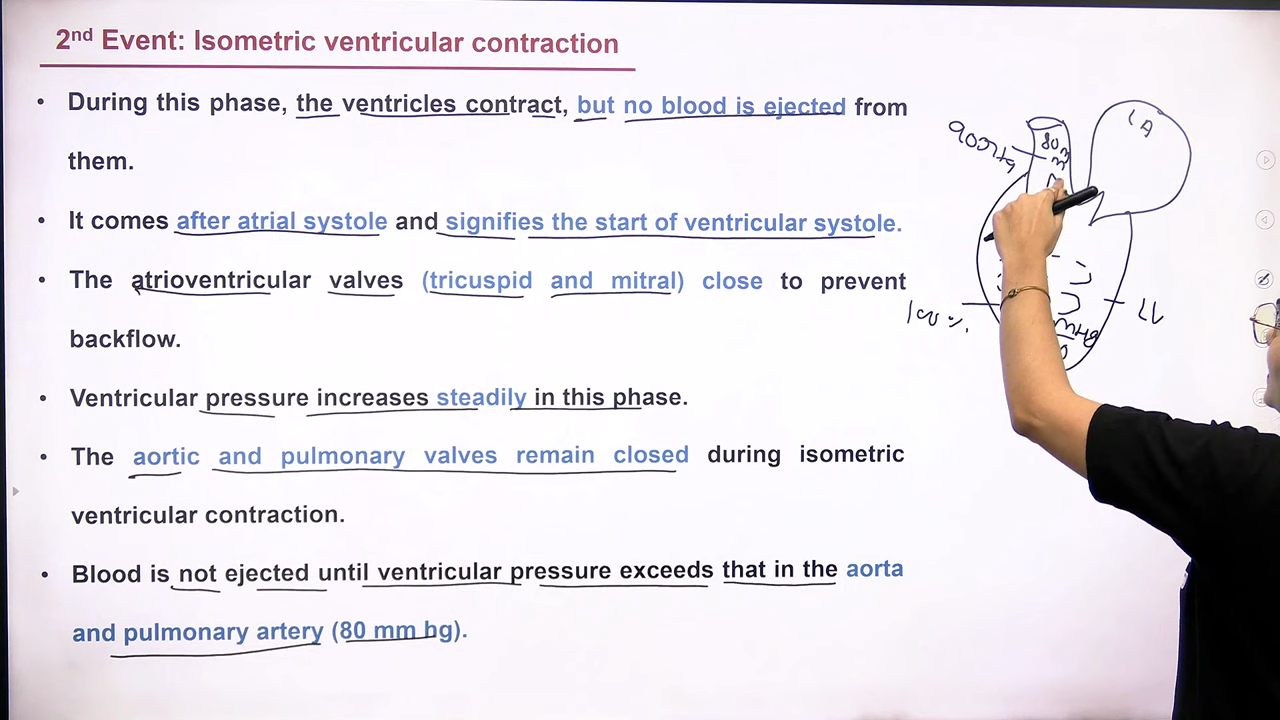 2nd Event: Isometric ventricular contraction
• During this phase, the ventricles contract, but no blood is ejected from
them.
• It comes after atrial systole and signifies the start of ventricular systole.
• The atrioventricular valves (tricuspid and mitral) close to prevent
backflow.
• Ventricular pressure increases steadily in this phase.
• The aortic and pulmonary valves remain closed during isometric
ventricular contraction.
• Blood is not ejected until ventricular pressure exceeds that in the aorta
and pulmonary artery (80 mm hg).
LA
80 m
m
100 %.
mmHg